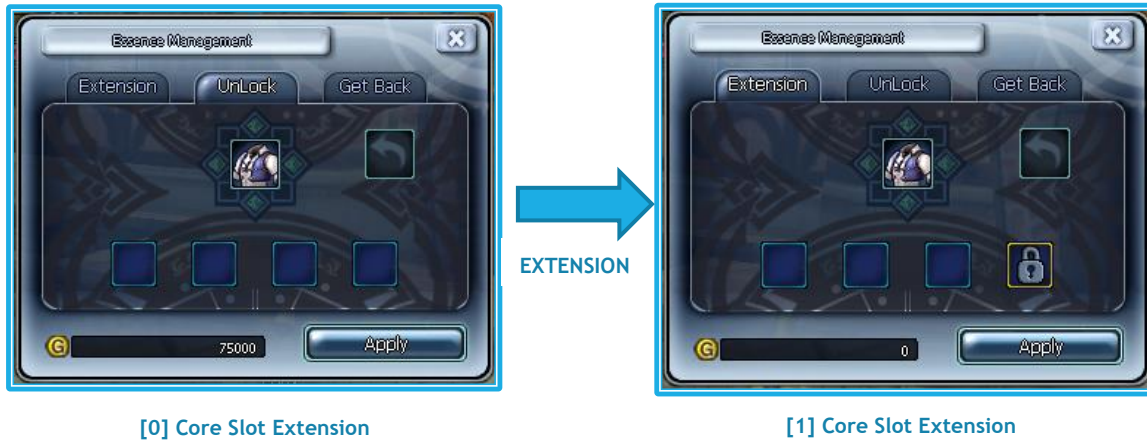 Essence Management
Extension
UnLock
Get Back
G
75000
Apply
[0] Core Slot Extension
EXTENSION
Essence Management
Extension
UnLock
Get Back
G
0
Apply
[1] Core Slot Extension